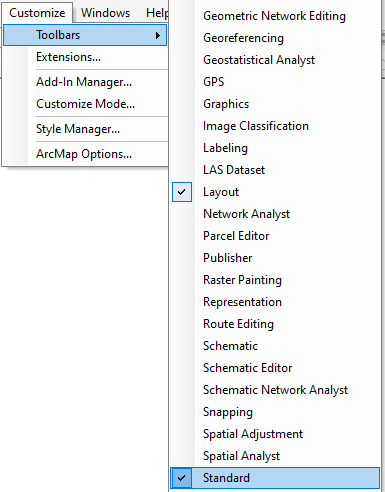 Customize Windows Help
Toolbars
Extensions...
Add-In Manager...
Customize Mode...
Style Manager...
ArcMap Options...
Geometric Network Editing
Georeferencing
Geostatistical Analyst
GPS
Graphics
Image Classification
Labeling
LAS Dataset
Layout
Network Analyst
Parcel Editor
Publisher
Raster Painting
Representation
Route Editing
Schematic
Schematic Editor
Schematic Network Analyst
Snapping
Spatial Adjustment
Spatial Analyst
Standard